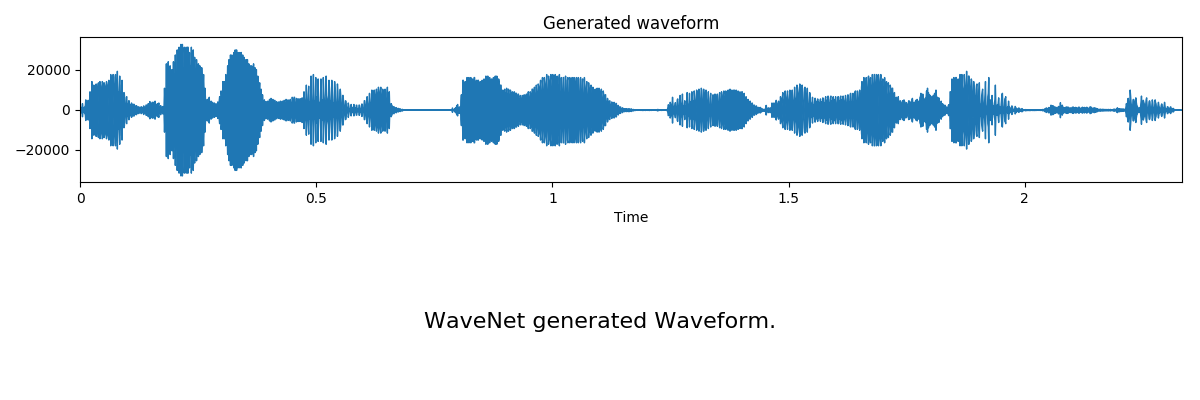 Generated waveform
20000
0
−20000
0 0.5 1 1.5 2
Time
WaveNet generated Waveform.